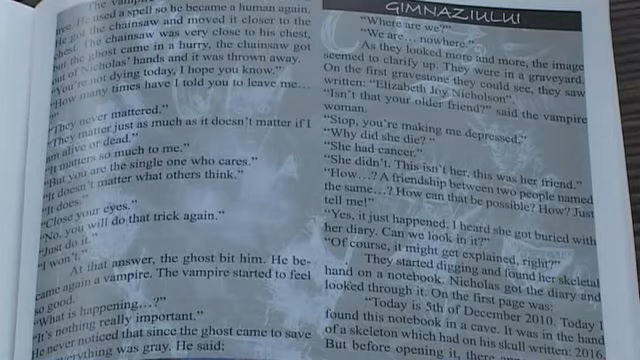 The vampire
He used a spell so he became a human again.
He got the chainsaw and moved it closer to the
chest. The chainsaw was very close to his chest,
but the ghost came in a hurry, the chainsaw got
out of Nicholas' hands and it was thrown away.
"You're not dying today, I hope you know."
"How many times have I told you to leave me…
"
"They never mattered."
"They matter just as much as it doesn't matter if I
am alive or dead."
"It matters so much to me."
"But you are the single one who cares."
"It doesn't matter what others think."
"It does."
"Close your eyes."
"No, you will do that trick again."
"Just do it."
"I won't."
At that answer, the ghost bit him. He be-
came again a vampire. The vampire started to feel
so good.
"What is happening…?"
"It's nothing really important."
He never noticed that since the ghost came to save
everything was gray. He said:
GIMNAZIULUI
"Where are we?"
"We are… nowhere."
As they looked more and more, the image
seemed to clarify up. They were in a graveyard.
On the first gravestone they could see, they saw
written: "Elizabeth Joy Nicholson".
"Isn't that your older friend?" said the vampire
woman.
"Stop, you're making me depressed."
"Why did she die? "
"She had cancer."
"She didn't. This isn't her, this was her friend."
"How…? A friendship between two people named
the same…? How can that be possible? How? Just
tell me!"
"Yes, it just happened. I heard she got buried with
her diary. Can we look in it?"
"Of course, it might get explained, right?"
They started digging and found her skeletal
hand on a notebook. Nicholas got the diary and
looked through it. On the first page was:
"Today is 5th of December 2010. Today I
found this notebook in a cave. It was in the hand
of a skeleton which had on his skull written 2010.
But before opening it, there